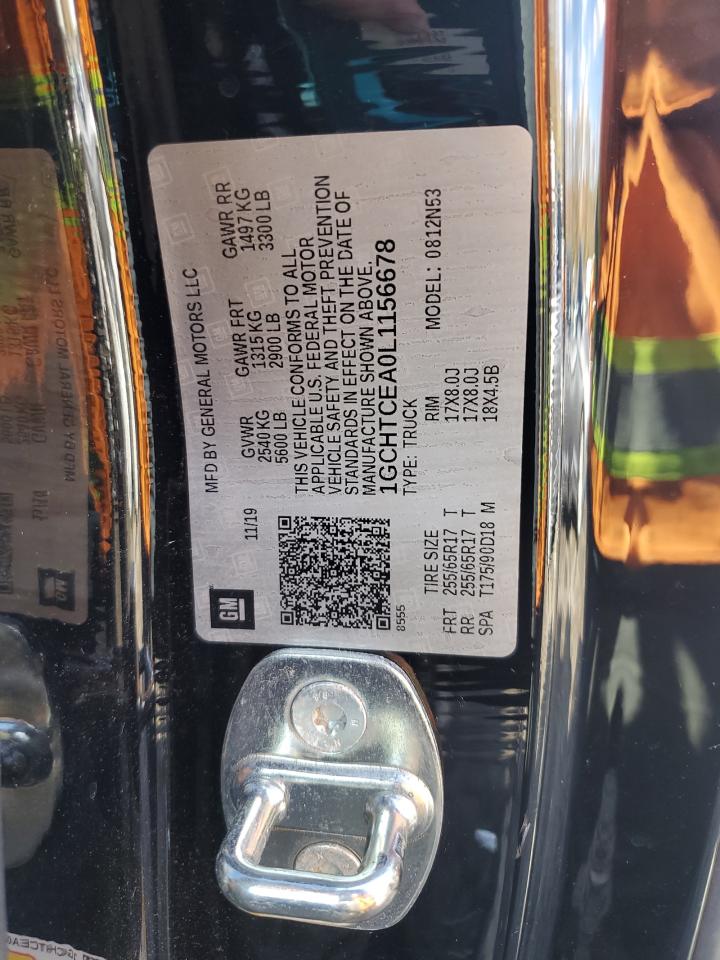 GM
MFD BY GENERAL MOTORS LLC
11/19
GVWR GAWR FRT GAWR RR
2540 KG 1315 KG 1497 KG
5600 LB 2900 LB 3300 LB
THIS VEHICLE CONFORMS TO ALL
APPLICABLE U.S. FEDERAL MOTOR
VEHICLE SAFETY AND THEFT PREVENTION
STANDARDS IN EFFECT ON THE DATE OF
MANUFACTURE SHOWN ABOVE.
1GCHTCEA0L1156678
8555
TYPE: TRUCK
MODEL: 0812N53
TIRE SIZE RIM
FRT 255/65R17 T 17X8.0J
RR 255/65R17 T 17X8.0J
SPA T175/90D18 M 18X4.5B